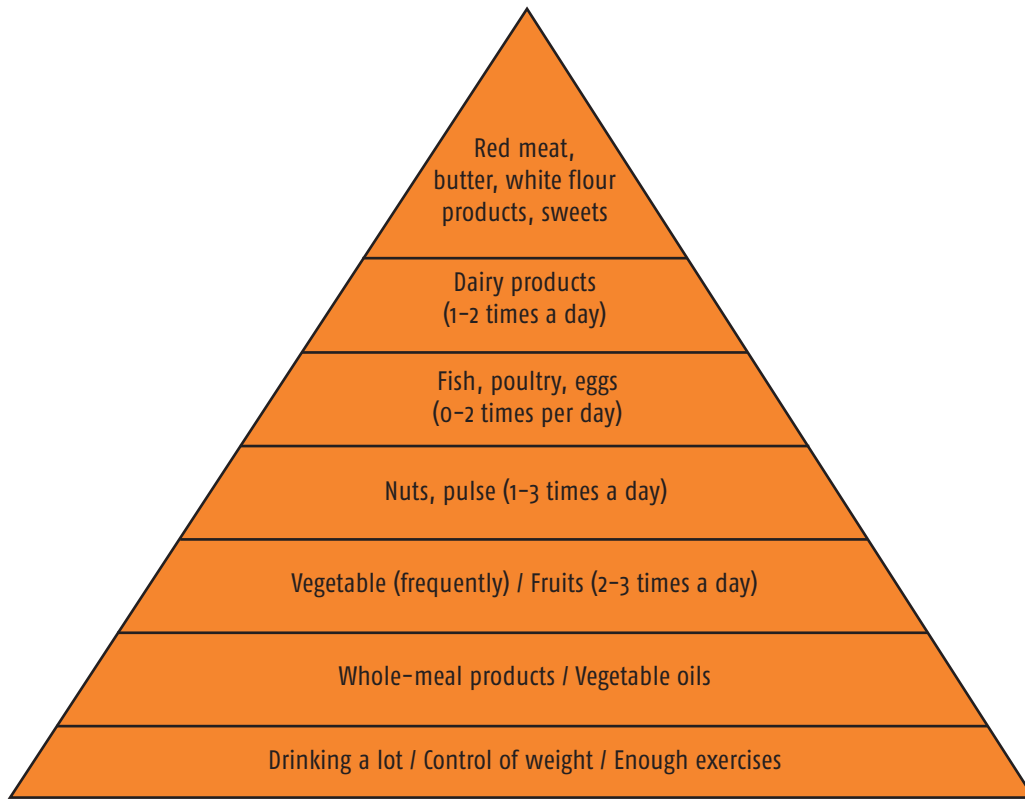 Red meat,
butter, white flour
products, sweets
Dairy products
(1-2 times a day)
Fish, poultry, eggs
(0-2 times per day)
Nuts, pulse (1-3 times a day)
Vegetable (frequently) / Fruits (2-3 times a day)
Whole-meal products / Vegetable oils
Drinking a lot / Control of weight / Enough exercises